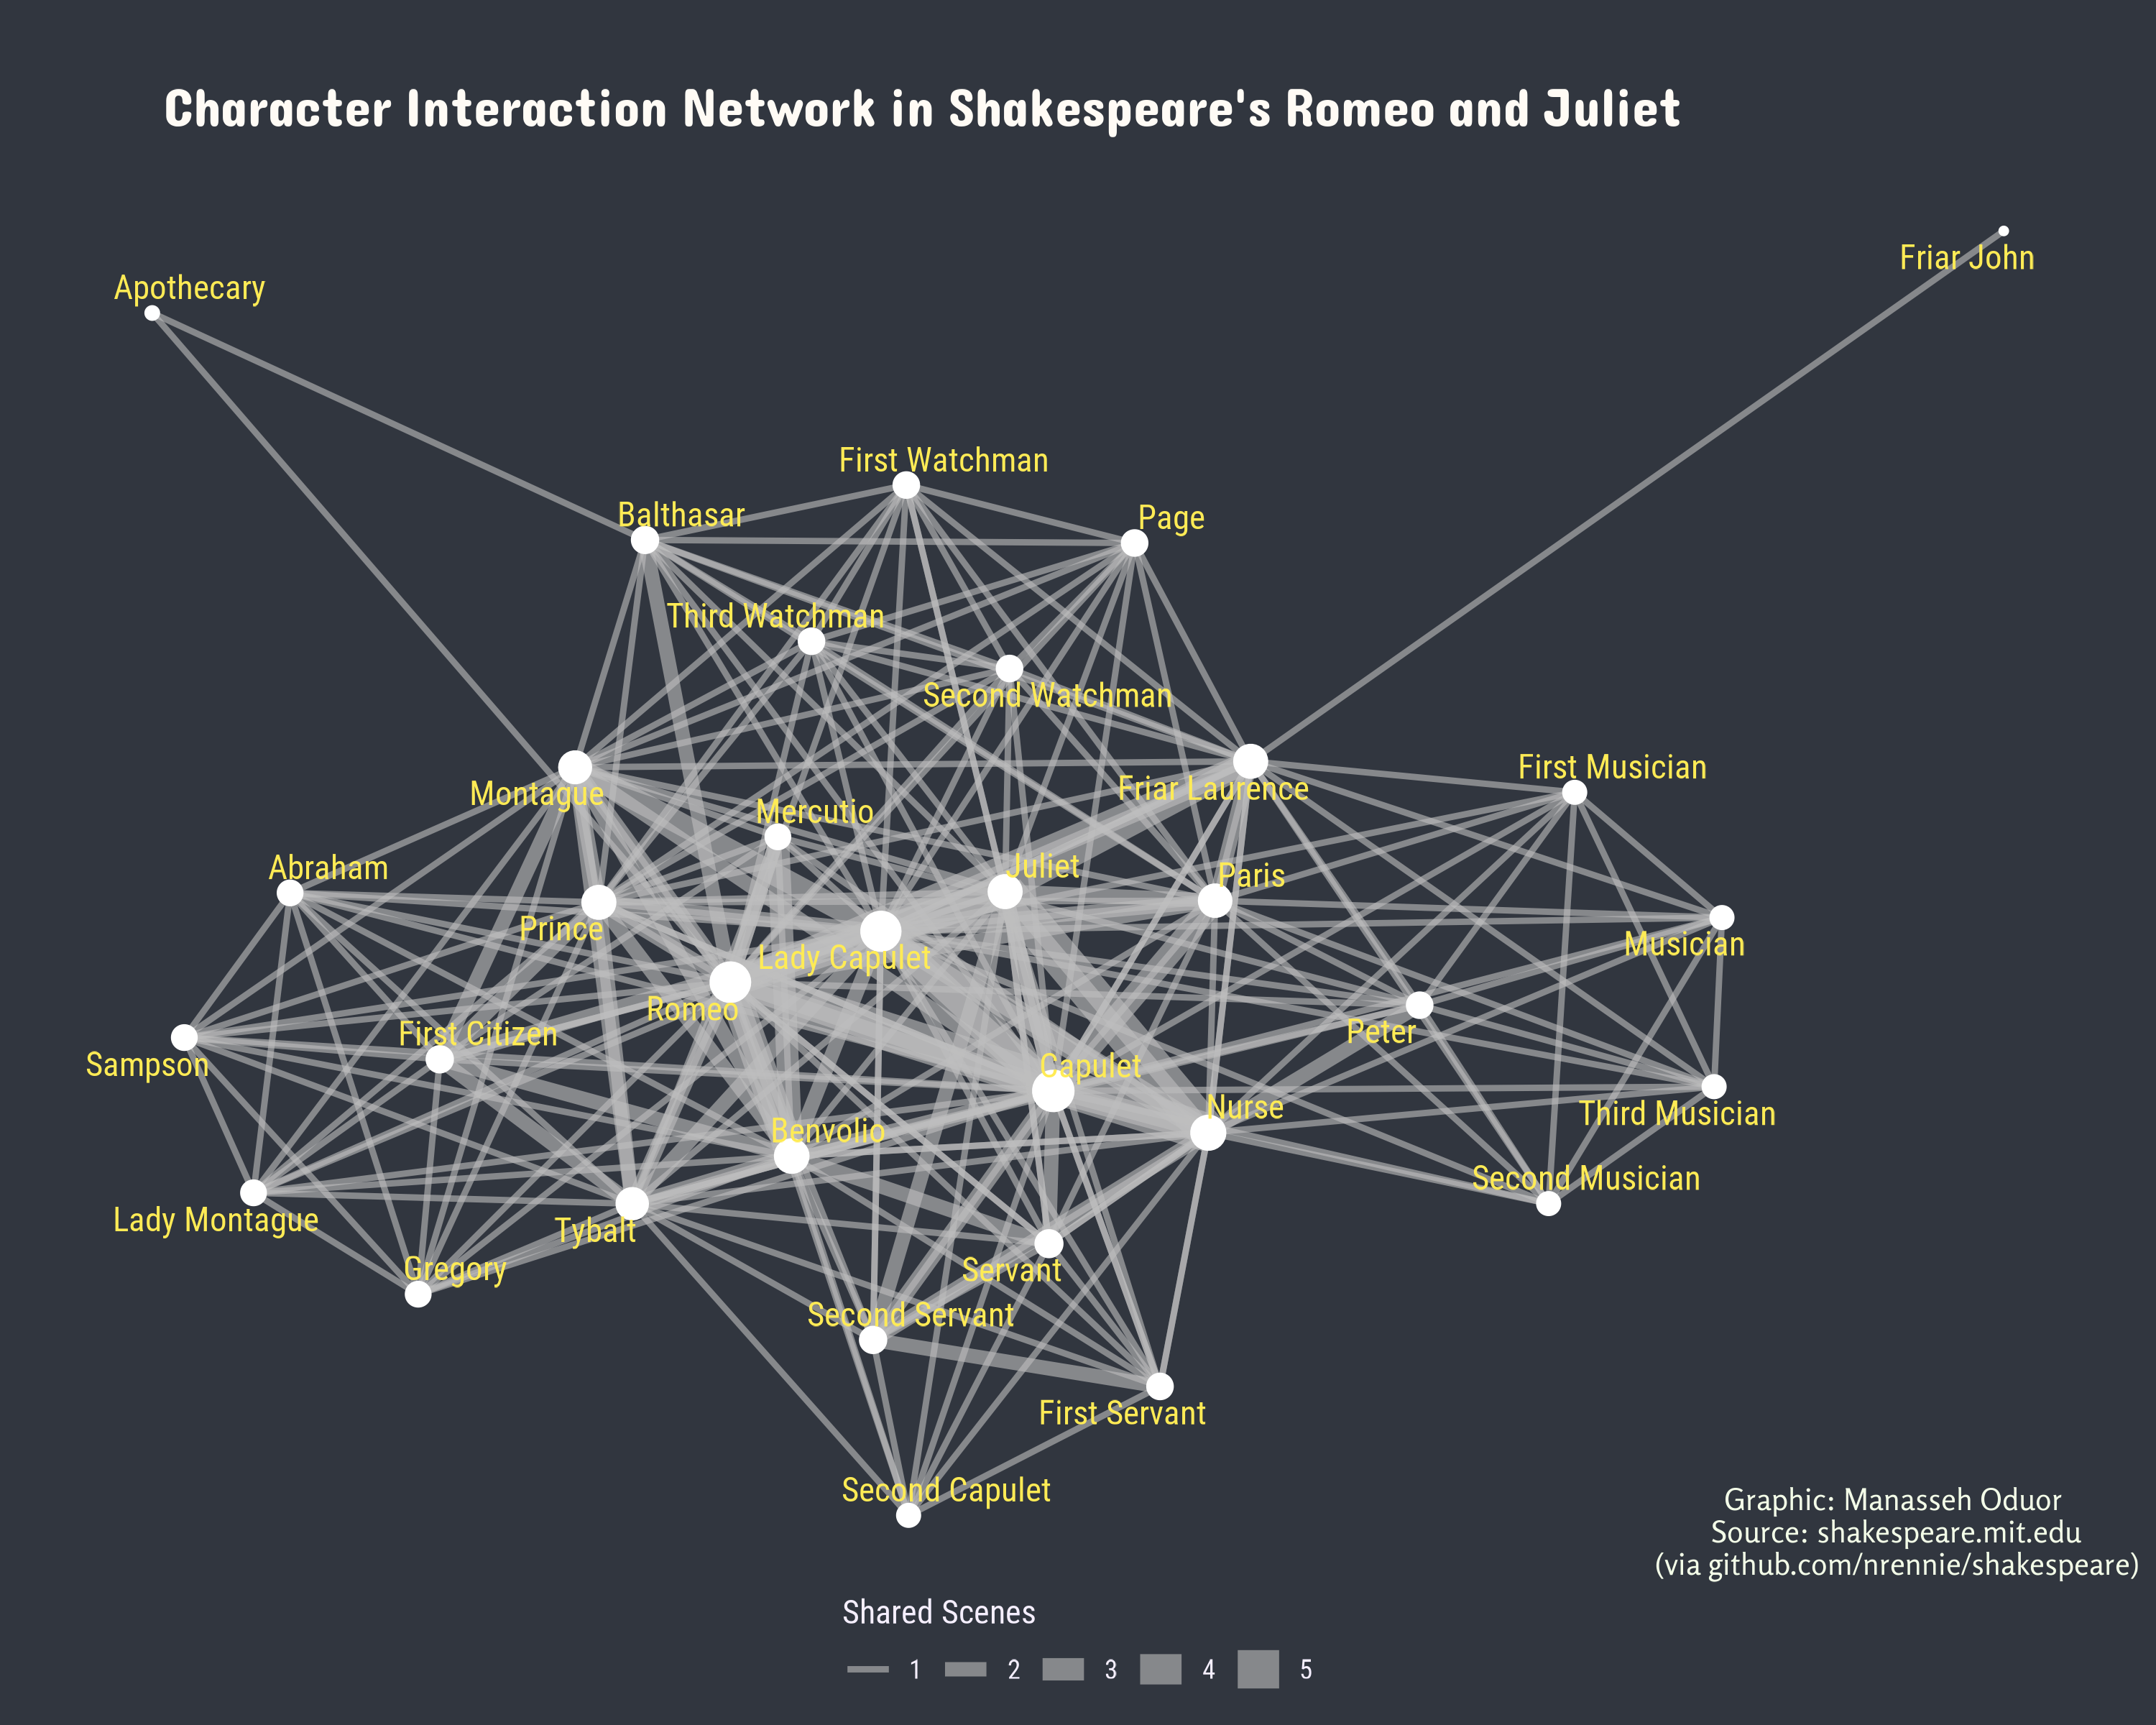 Character Interaction Network in Shakespeare's Romeo and Juliet
Friar John
Apothecary
First Watchman
Balthasar
Page
Third Watchman
Second Watchman
First Musician
Friar Laurence
Montague
Mercutio
Abraham
Juliet
Paris
Prince
Musician
Lady Capulet
Romeo
First Citizen
Peter
Sampson
Capulet
Nurse
Third Musician
Benvolio
Second Musician
Lady Montague
Tybalt
Gregory
Servant
Second Servant
First Servant
Second Capulet
Graphic: Manasseh Oduor
Source: shakespeare.mit.edu
(via github.com/nrennie/shakespeare)
Shared Scenes
1 2 3 4 5